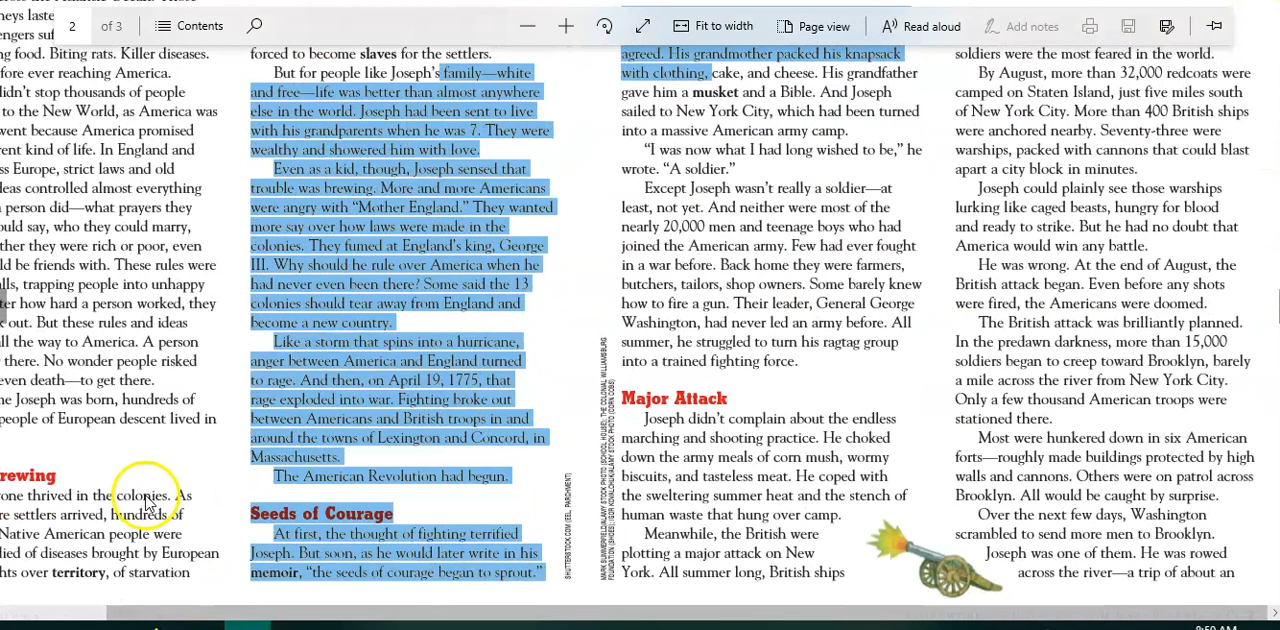 2
of 3
Contents
Fit to width
Page view
Read aloud
Add notes
neys laste
engers suf
ng food. Biting rats. Killer diseases.
fore ever reaching America.
idn't stop thousands of people
to the New World, as America was
went because America promised
rent kind of life. In England and
ss Europe, strict laws and old
deas controlled almost everything
a person did—what prayers they
ould say, who they could marry,
ther they were rich or poor, even
ld be friends with. These rules were
lls, trapping people into unhappy
ter how hard a person worked, they
k out. But these rules and ideas
all the way to America. A person
there. No wonder people risked
even death—to get there.
he Joseph was born, hundreds of
people of European descent lived in
rewing
yone thrived in the colonies. As
re settlers arrived, hundreds of
Native American people were
lied of diseases brought by European
hts over territory, of starvation
forced to become slaves for the settlers.
But for people like Joseph's family—white
and free—life was better than almost anywhere
else in the world. Joseph had been sent to live
with his grandparents when he was 7. They were
wealthy and showered him with love.
Even as a kid, though, Joseph sensed that
trouble was brewing. More and more Americans
were angry with “Mother England.” They wanted
more say over how laws were made in the
colonies. They fumed at England's king, George
III. Why should he rule over America when he
had never even been there? Some said the 13
colonies should tear away from England and
become a new country.
Like a storm that spins into a hurricane,
anger between America and England turned
to rage. And then, on April 19, 1775, that
rage exploded into war. Fighting broke out
between Americans and British troops in and
around the towns of Lexington and Concord, in
Massachusetts.
The American Revolution had begun.
Seeds of Courage
At first, the thought of fighting terrified
Joseph. But soon, as he would later write in his
memoir, “the seeds of courage began to sprout.”
SHUTTERSTOCK.COM (EEL, PARCHMENT)
agreed. His grandmother packed his knapsack
with clothing, cake, and cheese. His grandfather
gave him a musket and a Bible. And Joseph
sailed to New York City, which had been turned
into a massive American army camp.
“I was now what I had long wished to be,” he
wrote. “A soldier.”
Except Joseph wasn't really a soldier—at
least, not yet. And neither were most of the
nearly 20,000 men and teenage boys who had
joined the American army. Few had ever fought
in a war before. Back home they were farmers,
butchers, tailors, shop owners. Some barely knew
how to fire a gun. Their leader, General George
Washington, had never led an army before. All
summer, he struggled to turn his ragtag group
into a trained fighting force.
Major Attack
Joseph didn't complain about the endless
marching and shooting practice. He choked
down the army meals of corn mush, wormy
biscuits, and tasteless meat. He coped with
the sweltering summer heat and the stench of
human waste that hung over camp.
Meanwhile, the British were
plotting a major attack on New
York. All summer long, British ships
soldiers were the most feared in the world.
By August, more than 32,000 redcoats were
camped on Staten Island, just five miles south
of New York City. More than 400 British ships
were anchored nearby. Seventy-three were
warships, packed with cannons that could blast
apart a city block in minutes.
Joseph could plainly see those warships
lurking like caged beasts, hungry for blood
and ready to strike. But he had no doubt that
America would win any battle.
He was wrong. At the end of August, the
British attack began. Even before any shots
were fired, the Americans were doomed.
The British attack was brilliantly planned.
In the predawn darkness, more than 15,000
soldiers began to creep toward Brooklyn, barely
a mile across the river from New York City.
Only a few thousand American troops were
stationed there.
Most were hunkered down in six American
forts—roughly made buildings protected by high
walls and cannons. Others were on patrol across
Brooklyn. All would be caught by surprise.
Over the next few days, Washington
scrambled to send more men to Brooklyn.
Joseph was one of them. He was rowed
across the river—a trip of about an